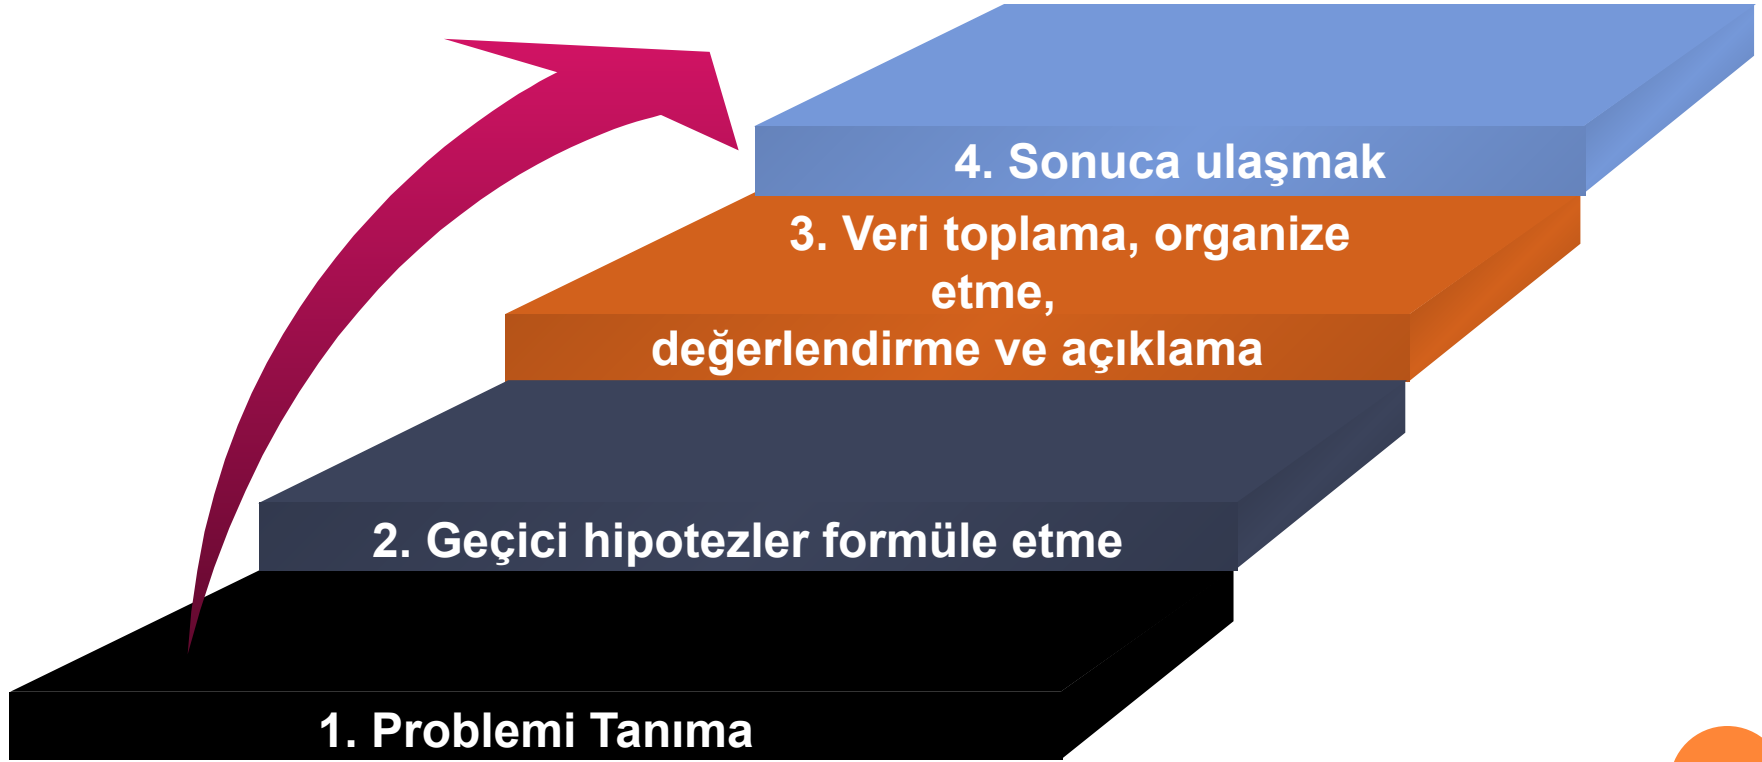 4. Sonuca ulaşmak
3. Veri toplama, organize
etme,
değerlendirme ve açıklama
2. Geçici hipotezler formüle etme
1. Problemi Tanıma